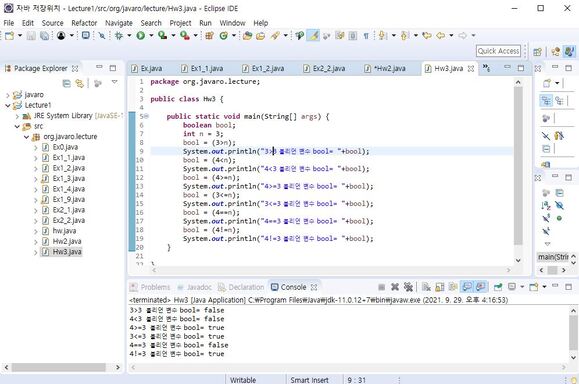 자바 저장위치 - Lecture1/src/org/javaro/lecture/Hw3.java - Eclipse IDE
File Edit Source Refactor Navigate Search Project Run Window Help
Quick Access
Package Explorer
javaro
Lecture1
JRE System Library [JavaSE-1
src
org.javaro.lecture
Ex0.java
Ex1_1.java
Ex1_2.java
Ex1_3.java
Ex1_4.java
Ex1_9.java
Ex2_1.java
Ex2_2.java
hw.java
Hw2.java
Hw3.java
Ex.java Ex1_1.java Ex1_2.java Ex2_2.java *Hw2.java Hw3.java
1 package org.javaro.lecture;
2
3 public class Hw3 {
4
5 public static void main(String[] args) {
6 boolean bool;
7 int n = 3;
8 bool = (3>n);
9 System.out.println("3>3 불리언 변수 bool= "+bool);
10 bool = (4<n);
11 System.out.println("4<3 불리언 변수 bool= "+bool);
12 bool = (4>=n);
13 System.out.println("4>=3 불리언 변수 bool= "+bool);
14 bool = (3<=n);
15 System.out.println("3<=3 불리언 변수 bool= "+bool);
16 bool = (4==n);
17 System.out.println("4==3 불리언 변수 bool= "+bool);
18 bool = (4!=n);
19 System.out.println("4!=3 불리언 변수 bool= "+bool);
20 }
21
22 }
main(Strin
Problems Javadoc Declaration Console
<terminated> Hw3 [Java Application] C:₩Program Files₩Java₩jdk-11.0.12+7₩bin₩javaw.exe (2021. 9. 29. 오후 4:16:53)
3>3 불리언 변수 bool= false
4<3 불리언 변수 bool= false
4>=3 불리언 변수 bool= true
3<=3 불리언 변수 bool= true
4==3 불리언 변수 bool= false
4!=3 불리언 변수 bool= true
Writable Smart Insert 9 : 31